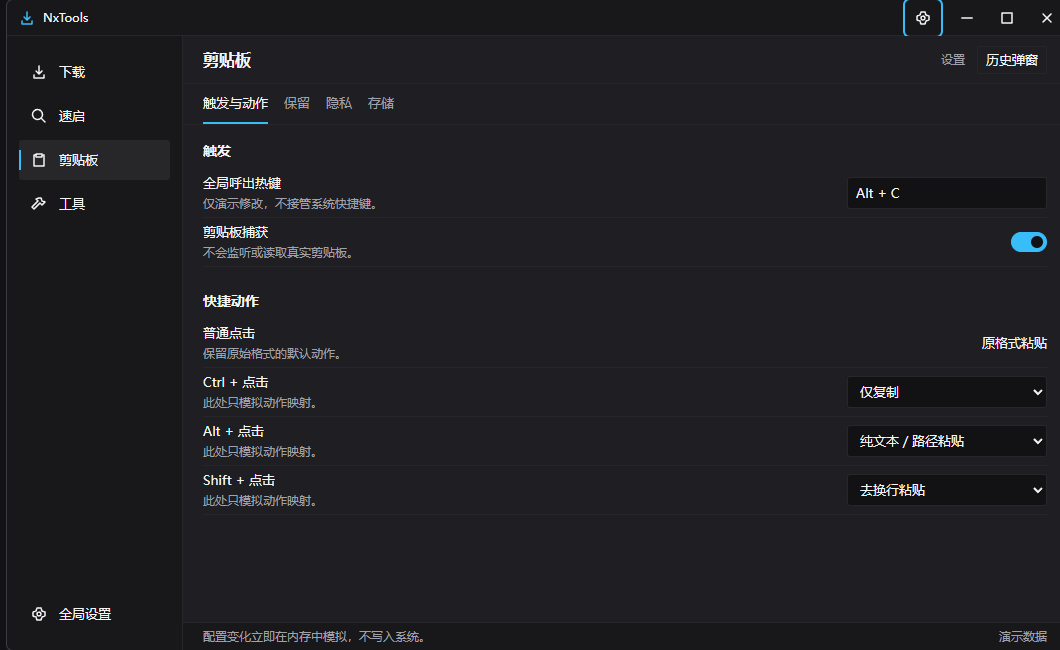 NxTools
下载
速启
剪贴板
工具
全局设置
剪贴板
设置
历史弹窗
触发与动作 保留 隐私 存储
触发
全局呼出热键
仅演示修改，不接管系统快捷键。
Alt + C
剪贴板捕获
不会监听或读取真实剪贴板。
快捷动作
普通点击
保留原始格式的默认动作。
原格式粘贴
Ctrl + 点击
此处只模拟动作映射。
仅复制
Alt + 点击
此处只模拟动作映射。
纯文本 / 路径粘贴
Shift + 点击
此处只模拟动作映射。
去换行粘贴
配置变化立即在内存中模拟，不写入系统。
演示数据